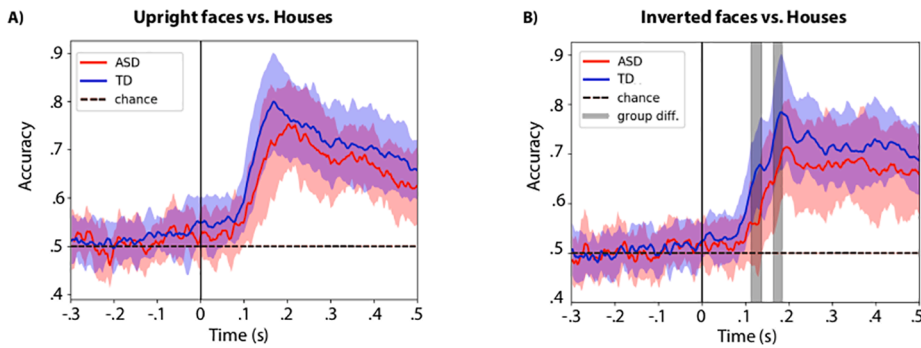 A)
Upright faces vs. Houses
.9
.8
.7
.6
.5
.4
Accuracy
ASD
TD
chance
-.3 -.2 -.1 0 .1 .2 .3 .4 .5
Time (s)
B)
Inverted faces vs. Houses
.9
.8
.7
.6
.5
.4
Accuracy
ASD
TD
chance
group diff.
-.3 -.2 -.1 0 .1 .2 .3 .4 .5
Time (s)